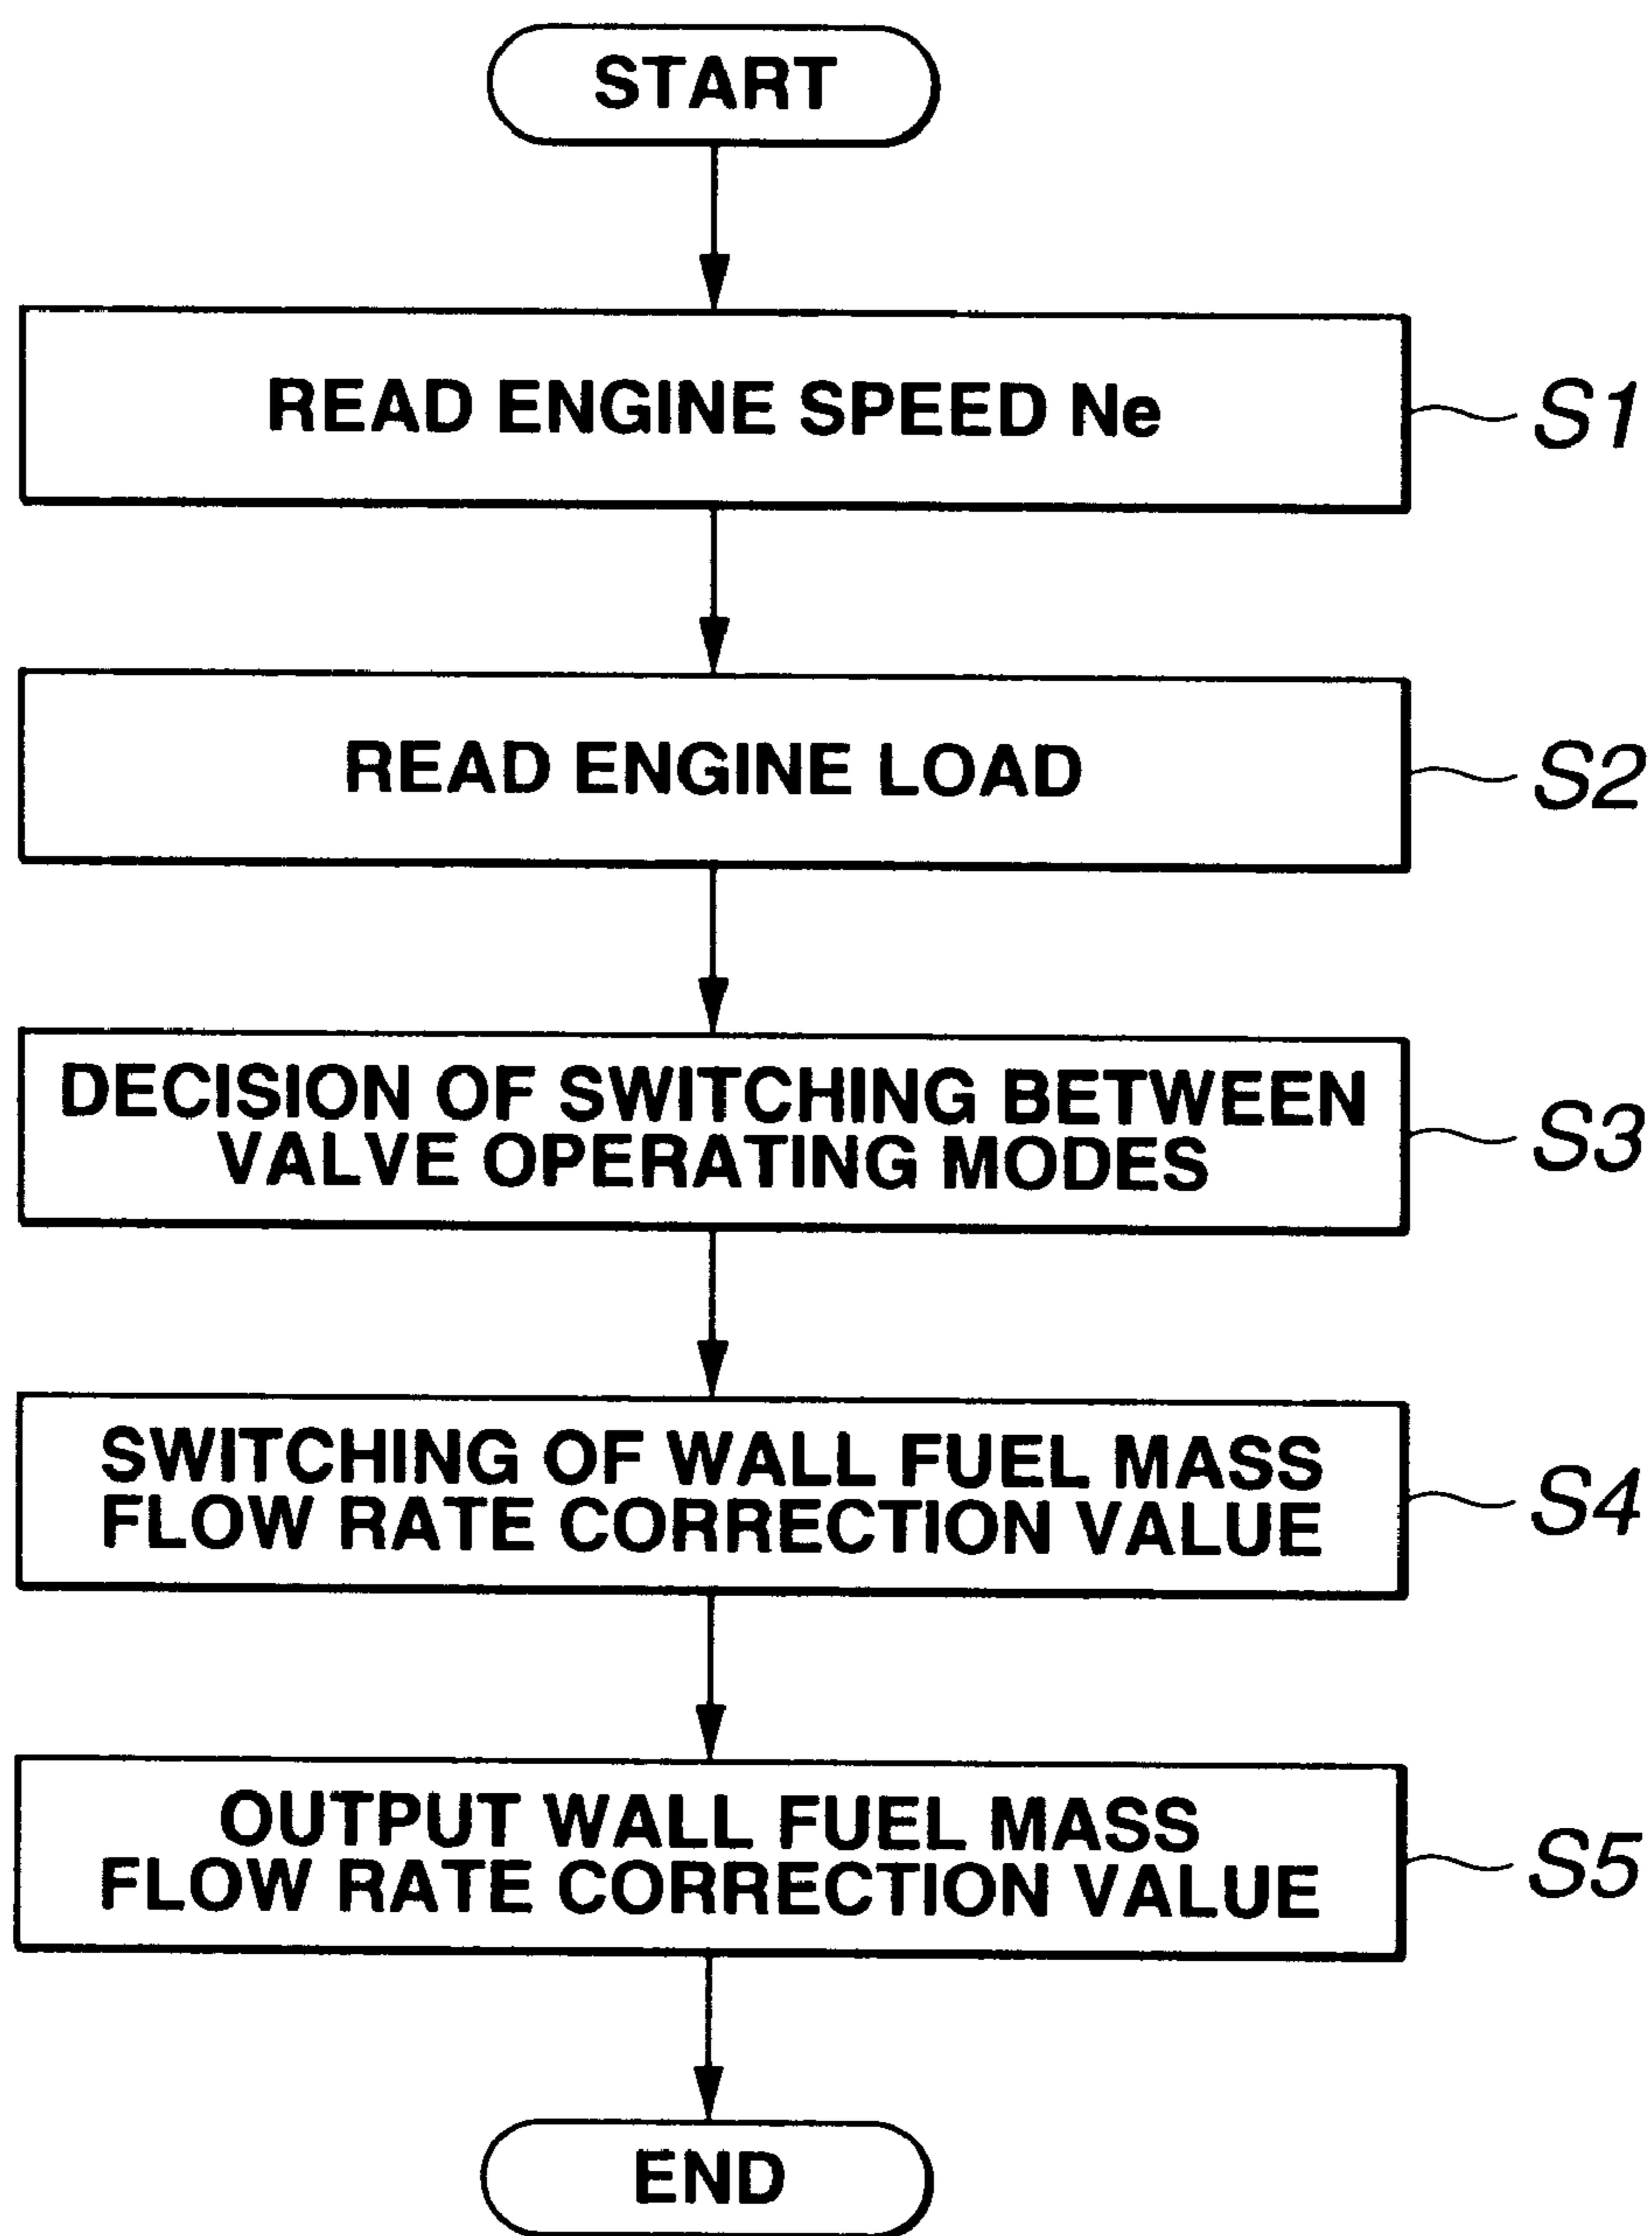 START
READ ENGINE SPEED Ne
S1
READ ENGINE LOAD
S2
DECISION OF SWITCHING BETWEEN
VALVE OPERATING MODES
S3
SWITCHING OF WALL FUEL MASS
FLOW RATE CORRECTION VALUE
S4
OUTPUT WALL FUEL MASS
FLOW RATE CORRECTION VALUE
S5
END